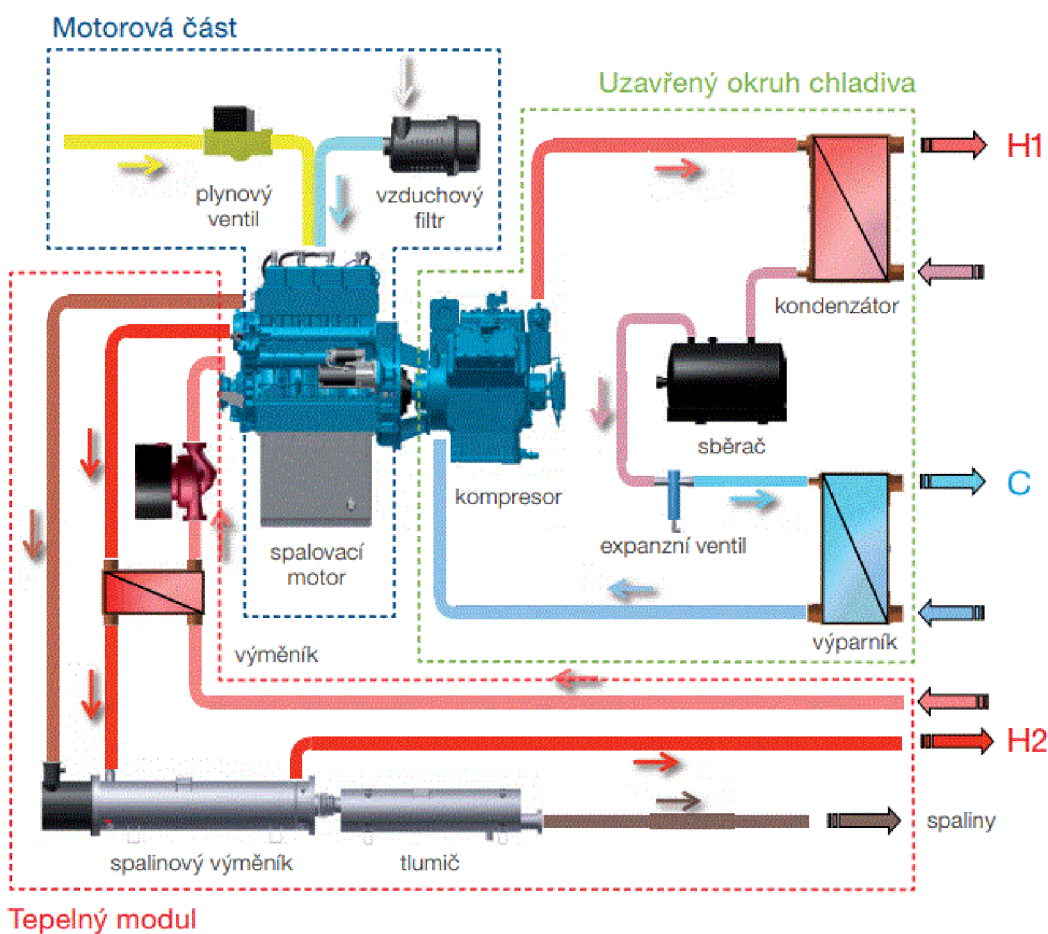 Motorová část
Uzavřený okruh chladiva
H1
plynový
ventil
vzduchový
filtr
kondenzátor
sběrač
kompresor
C
expanzní ventil
spalovací
motor
výparník
výměník
H2
spaliny
spalinový výměník
tlumič
Tepelný modul